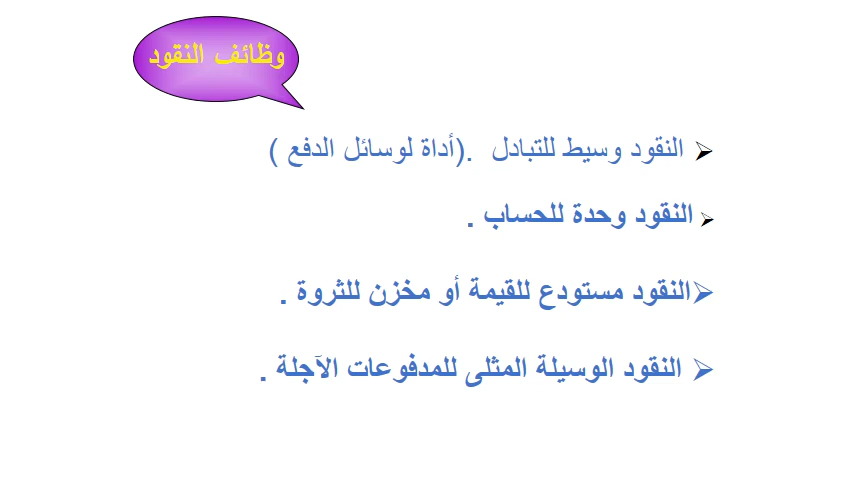 وظائف النقود
النقود وسيط للتبادل .(أداة لوسائل الدفع )
النقود وحدة للحساب .
النقود مستودع للقيمة أو مخزن للثروة .
النقود الوسيلة المثلى للمدفوعات الآجلة .